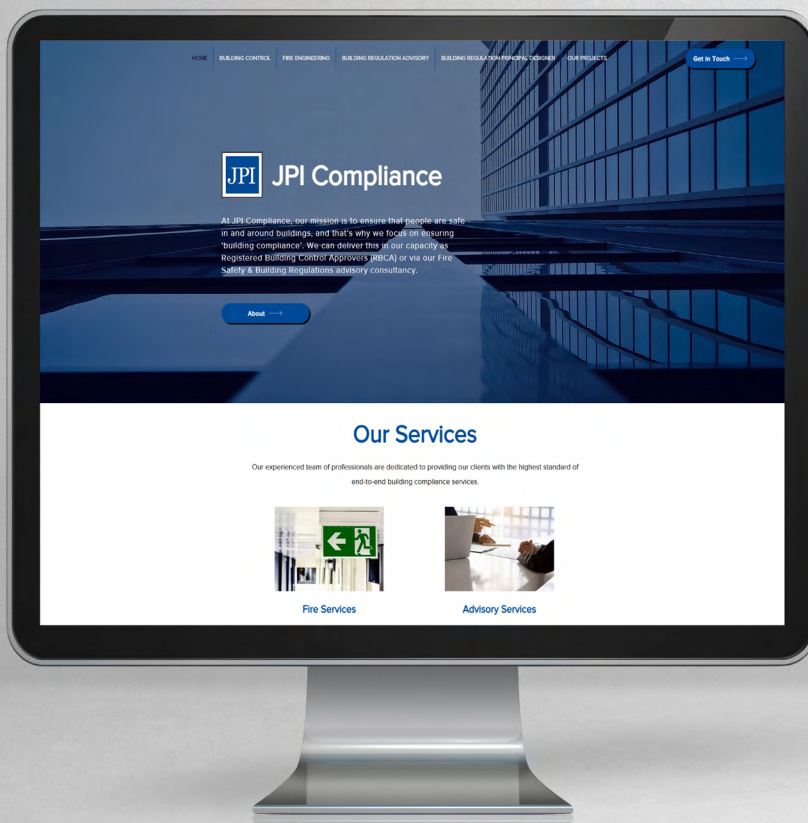 HOME BUILDING CONTROL FIRE ENGINEERING BUILDING REGULATION ADVISORY BUILDING REGULATION PRINCIPAL DESIGNER OUR PROJECTS Get in Touch
JPI JPI Compliance
At JPI Compliance, our mission is to ensure that people are safe
in and around buildings, and that's why we focus on ensuring
'building compliance'. We can deliver this in our capacity as
Registered Building Control Approvers (RBCA) or via our Fire
Safety & Building Regulations advisory consultancy.
About
Our Services
Our experienced team of professionals are dedicated to providing our clients with the highest standard of
end-to-end building compliance services.
Fire Services Advisory Services